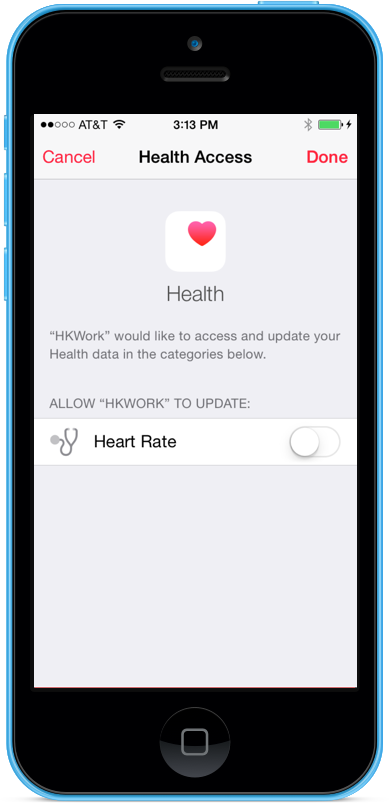 AT&T 3:13 PM
Cancel Health Access Done
Health
“HKWork” would like to access and update your
Health data in the categories below.
ALLOW “HKWORK” TO UPDATE:
Heart Rate